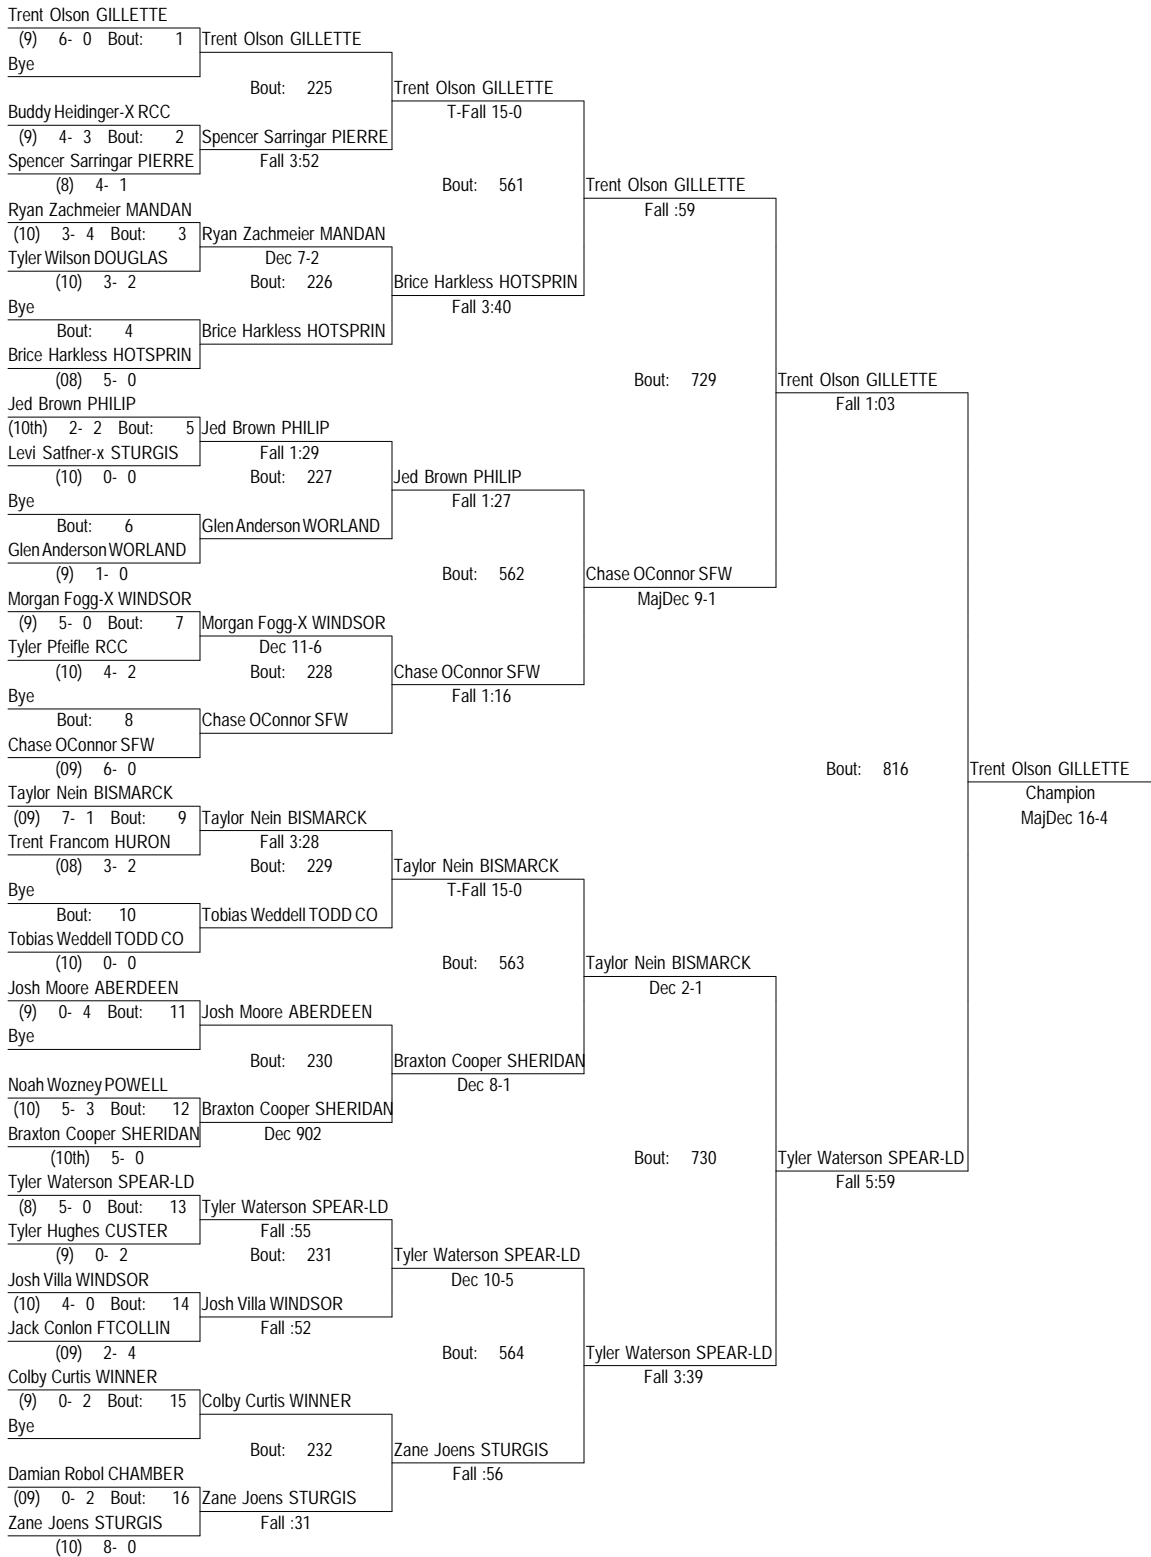 Trent Olson GILLETTE
(9) 6- 0 Bout: 1 Trent Olson GILLETTE
Bye
Bout: 225 Trent Olson GILLETTE
Buddy Heidinger-X RCC T-Fall 15-0
(9) 4- 3 Bout: 2 Spencer Sarringar PIERRE
Spencer Sarringar PIERRE Fall 3:52
(8) 4- 1 Bout: 561 Trent Olson GILLETTE
Ryan Zachmeier MANDAN Fall :59
(10) 3- 4 Bout: 3 Ryan Zachmeier MANDAN
Tyler Wilson DOUGLAS Dec 7-2
(10) 3- 2 Bout: 226 Brice Harkless HOTSPRIN
Bye Fall 3:40
Bout: 4 Brice Harkless HOTSPRIN
Brice Harkless HOTSPRIN
(08) 5- 0 Bout: 729 Trent Olson GILLETTE
Jed Brown PHILIP Fall 1:03
(10th) 2- 2 Bout: 5 Jed Brown PHILIP
Levi Satfner-x STURGIS Fall 1:29
(10) 0- 0 Bout: 227 Jed Brown PHILIP
Bye Fall 1:27
Bout: 6 Glen Anderson WORLAND
Glen Anderson WORLAND
(9) 1- 0 Bout: 562 Chase OConnor SFW
Morgan Fogg-X WINDSOR MajDec 9-1
(9) 5- 0 Bout: 7 Morgan Fogg-X WINDSOR
Tyler Pfeifle RCC Dec 11-6
(10) 4- 2 Bout: 228 Chase OConnor SFW
Bye Fall 1:16
Bout: 8 Chase OConnor SFW
Chase OConnor SFW
(09) 6- 0 Bout: 816 Trent Olson GILLETTE
Taylor Nein BISMARCK Champion
(09) 7- 1 Bout: 9 Taylor Nein BISMARCK MajDec 16-4
Trent Francom HURON Fall 3:28
(08) 3- 2 Bout: 229 Taylor Nein BISMARCK
Bye T-Fall 15-0
Bout: 10 Tobias Weddell TODD CO
Tobias Weddell TODD CO
(10) 0- 0 Bout: 563 Taylor Nein BISMARCK
Josh Moore ABERDEEN Dec 2-1
(9) 0- 4 Bout: 11 Josh Moore ABERDEEN
Bye
Bout: 230 Braxton Cooper SHERIDAN
Noah Wozney POWELL Dec 8-1
(10) 5- 3 Bout: 12 Braxton Cooper SHERIDAN
Braxton Cooper SHERIDAN Dec 902
(10th) 5- 0 Bout: 730 Tyler Waterson SPEAR-LD
Tyler Waterson SPEAR-LD Fall 5:59
(8) 5- 0 Bout: 13 Tyler Waterson SPEAR-LD
Tyler Hughes CUSTER Fall :55
(9) 0- 2 Bout: 231 Tyler Waterson SPEAR-LD
Josh Villa WINDSOR Dec 10-5
(10) 4- 0 Bout: 14 Josh Villa WINDSOR
Jack Conlon FTCOLLIN Fall :52
(09) 2- 4 Bout: 564 Tyler Waterson SPEAR-LD
Colby Curtis WINNER Fall 3:39
(9) 0- 2 Bout: 15 Colby Curtis WINNER
Bye
Bout: 232 Zane Joens STURGIS
Damian Robol CHAMBER Fall :56
(09) 0- 2 Bout: 16 Zane Joens STURGIS
Zane Joens STURGIS Fall :31
(10) 8- 0